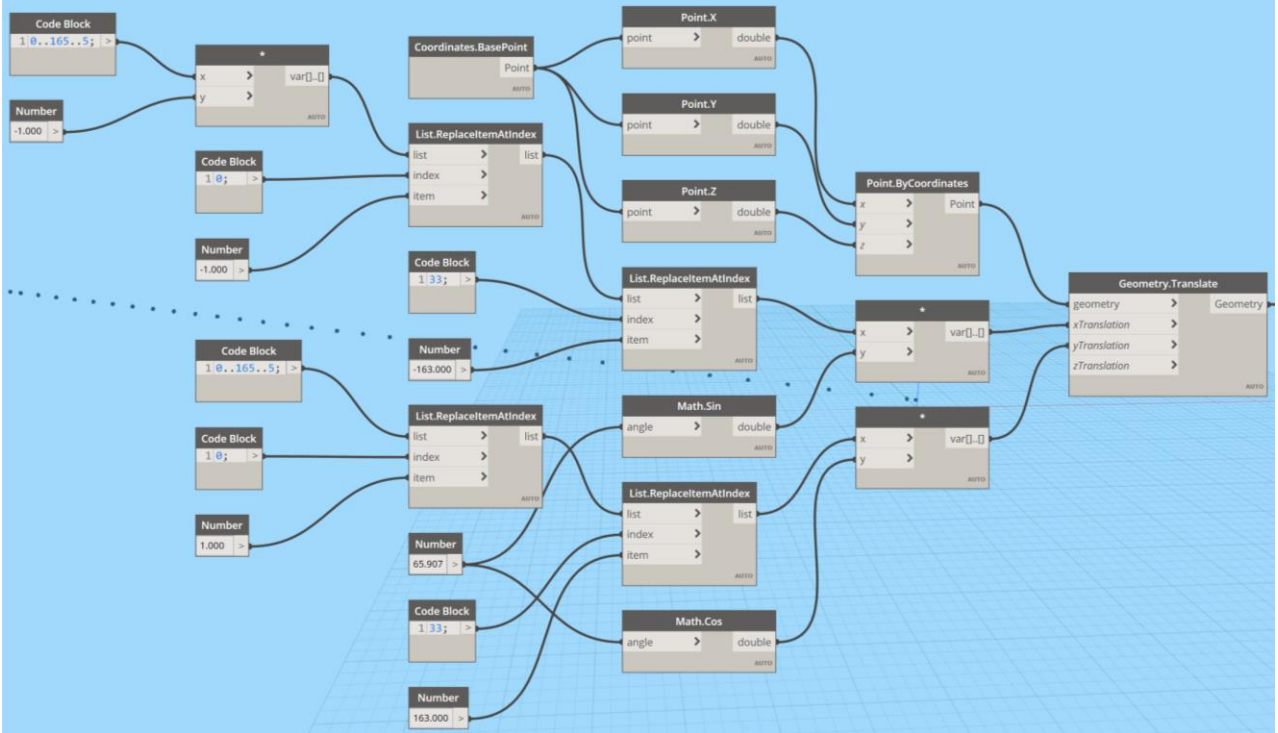 Code Block
1 0..165..5; >
Number
-1.000 >
*
x > var[]..[]
y >
AUTO
Code Block
1 0; >
Number
-1.000 >
Coordinates.BasePoint
Point
AUTO
List.ReplaceItemAtIndex
list > list
index >
item >
AUTO
Code Block
1 33; >
Number
-163.000 >
Point.X
point > double
AUTO
Point.Y
point > double
AUTO
Point.Z
point > double
AUTO
List.ReplaceItemAtIndex
list > list
index >
item >
AUTO
Point.ByCoordinates
x > Point
y >
z >
AUTO
*
x > var[]..[]
y >
AUTO
Geometry.Translate
geometry > Geometry
xTranslation >
yTranslation >
zTranslation >
AUTO
Code Block
1 0..165..5; >
Code Block
1 0; >
Number
1.000 >
List.ReplaceItemAtIndex
list > list
index >
item >
AUTO
Number
65.907 >
Code Block
1 33; >
Number
163.000 >
Math.Sin
angle > double
AUTO
List.ReplaceItemAtIndex
list > list
index >
item >
AUTO
Math.Cos
angle > double
AUTO
*
x > var[]..[]
y >
AUTO